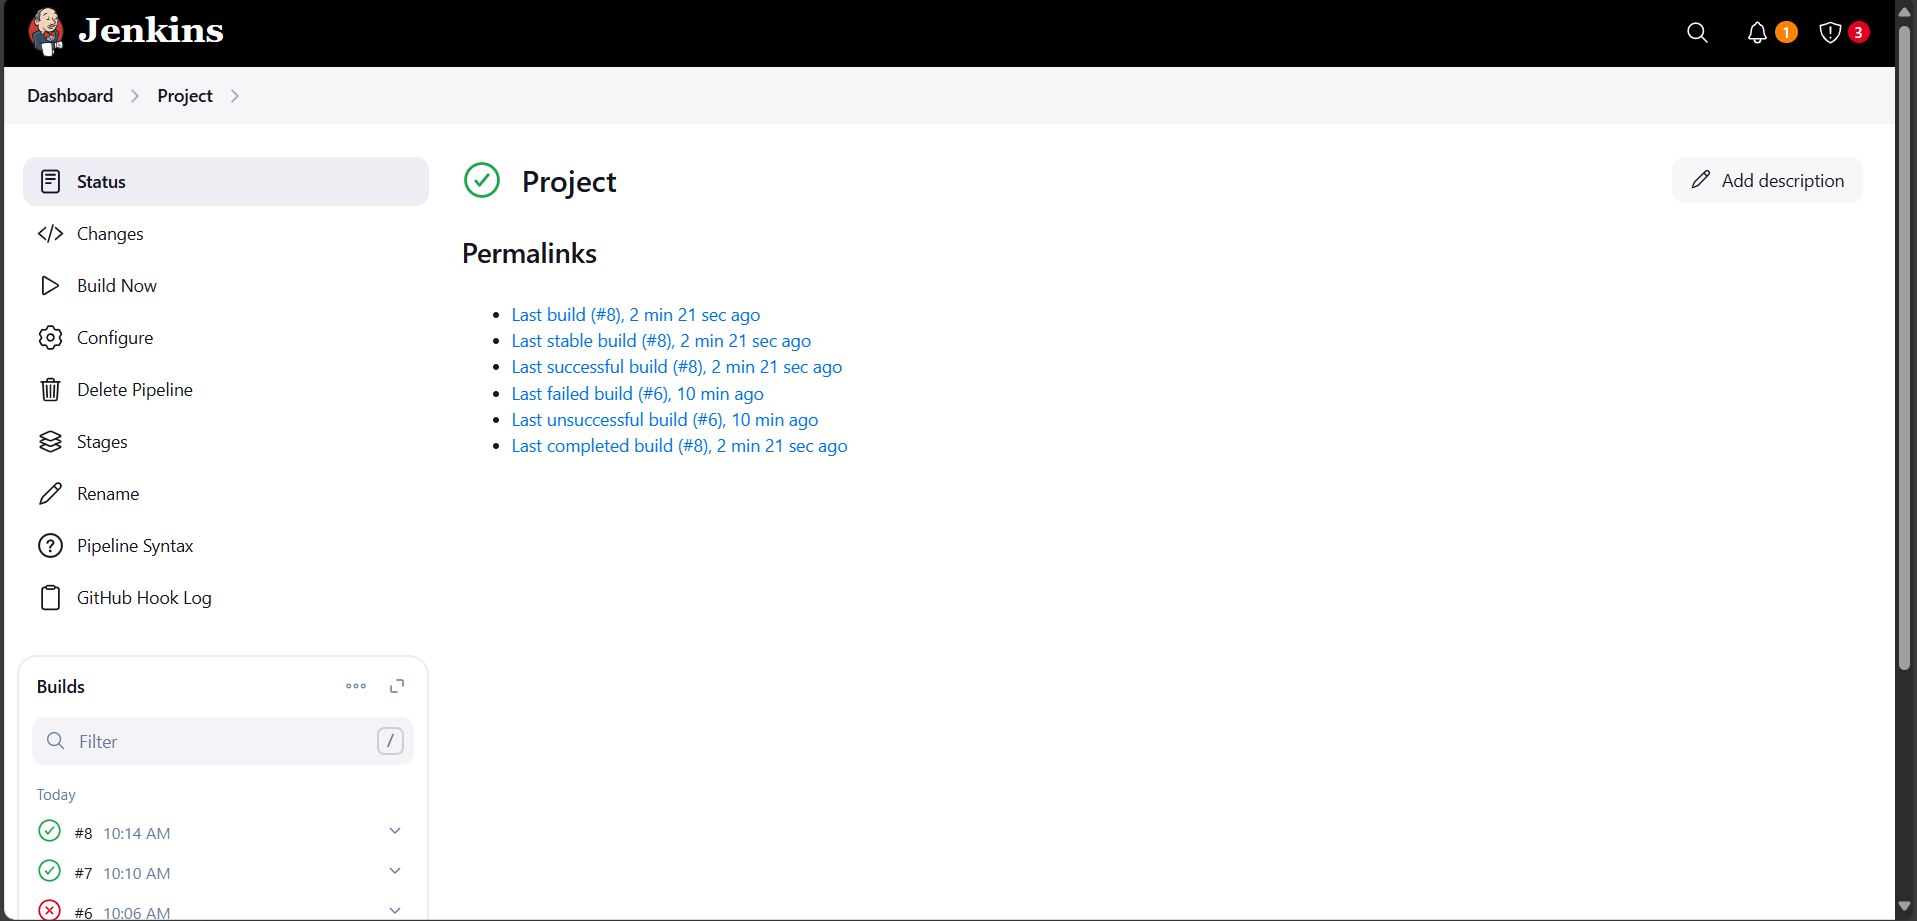 Jenkins
1
3
Dashboard
Project
Status
Changes
Build Now
Configure
Delete Pipeline
Stages
Rename
Pipeline Syntax
GitHub Hook Log
Builds
Filter
/
Today
#8 10:14 AM
#7 10:10 AM
#6 10:06 AM
Project
Add description
Permalinks
Last build (#8), 2 min 21 sec ago
Last stable build (#8), 2 min 21 sec ago
Last successful build (#8), 2 min 21 sec ago
Last failed build (#6), 10 min ago
Last unsuccessful build (#6), 10 min ago
Last completed build (#8), 2 min 21 sec ago